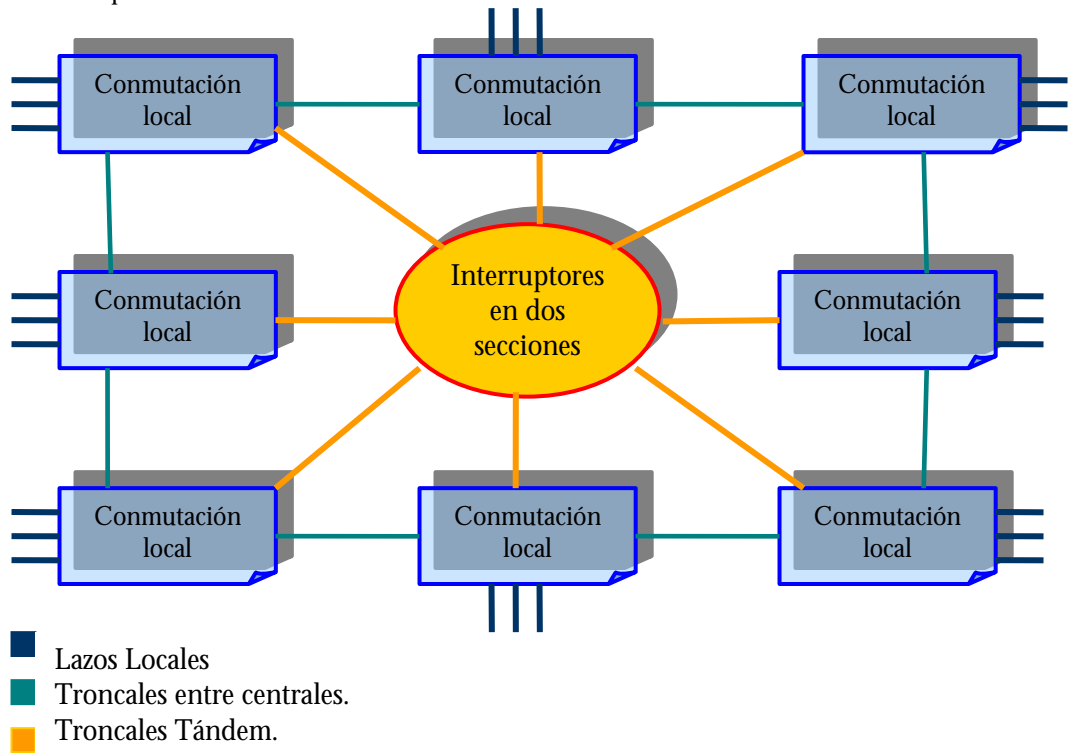 Conmutación
local
Conmutación
local
Conmutación
local
Conmutación
local
Interruptores
en dos
secciones
Conmutación
local
Conmutación
local
Conmutación
local
Conmutación
local
Lazos Locales
Troncales entre centrales.
Troncales Tándem.